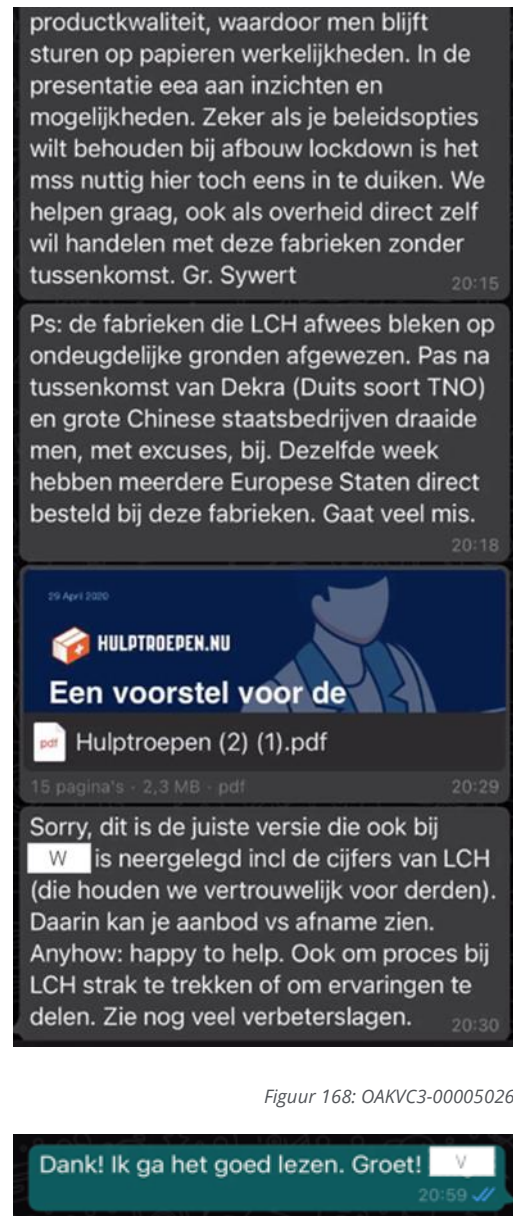 productkwaliteit, waardoor men blijft
sturen op papieren werkelijkheden. In de
presentatie eea aan inzichten en
mogelijkheden. Zeker als je beleidsopties
wilt behouden bij afbouw lockdown is het
mss nuttig hier toch eens in te duiken. We
helpen graag, ook als overheid direct zelf
wil handelen met deze fabrieken zonder
tussenkomst. Gr. Sywert
20:15
Ps: de fabrieken die LCH afwees bleken op
ondeugdelijke gronden afgewezen. Pas na
tussenkomst van Dekra (Duits soort TNO)
en grote Chinese staatsbedrijven draaide
men, met excuses, bij. Dezelfde week
hebben meerdere Europese Staten direct
besteld bij deze fabrieken. Gaat veel mis.
20:18
29 April 2020
HULPTROEPEN.NU
Een voorstel voor de
pdf Hulptroepen (2) (1).pdf
15 pagina's · 2,3 MB · pdf 20:29
Sorry, dit is de juiste versie die ook bij
W is neergelegd incl de cijfers van LCH
(die houden we vertrouwelijk voor derden).
Daarin kan je aanbod vs afname zien.
Anyhow: happy to help. Ook om proces bij
LCH strak te trekken of om ervaringen te
delen. Zie nog veel verbeterslagen. 20:30
Figuur 168: OAKVC3-00005026
Dank! Ik ga het goed lezen. Groet! V
20:59